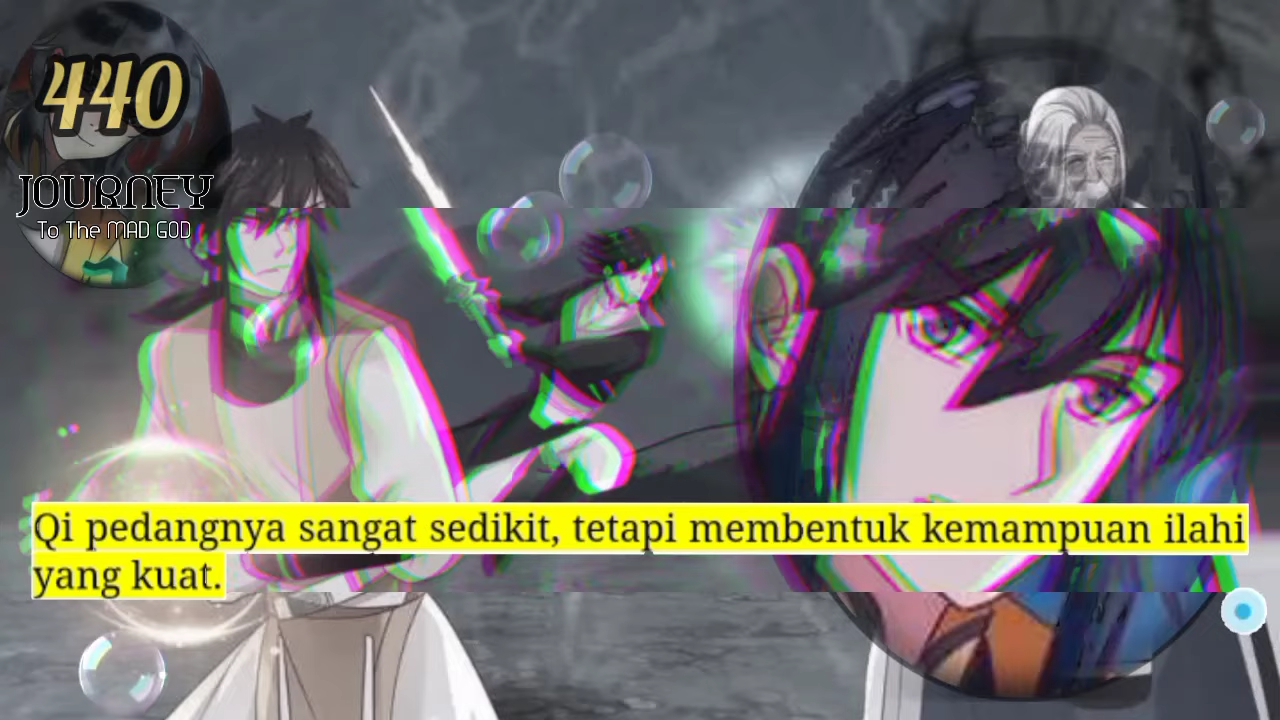 440
JOURNEY
To The MAD GOD
Qi pedangnya sangat sedikit, tetapi membentuk kemampuan ilahi
yang kuat.